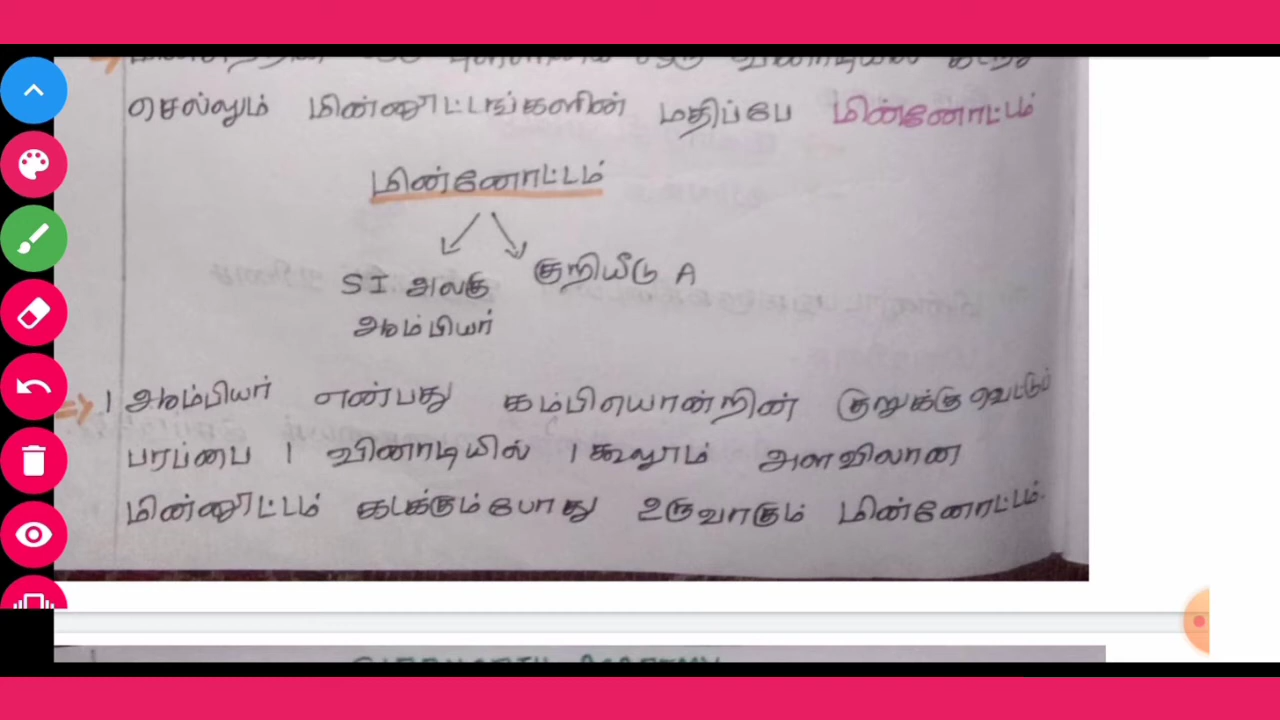 செல்லும் மின்னூட்டங்களின் மதிப்பே மின்னோட்டம்
மின்னோட்டம்
SI அலகு குறியீடு A
ஆம்பியர்
⇒ 1 ஆம்பியர் என்பது கம்பியொன்றின் குறுக்கு வெட்டுப்
பரப்பை 1 வினாடியில் 1 கூலூம் அளவிலான
மின்னூட்டம் கடக்கும்போது உருவாகும் மின்னோட்டம்.